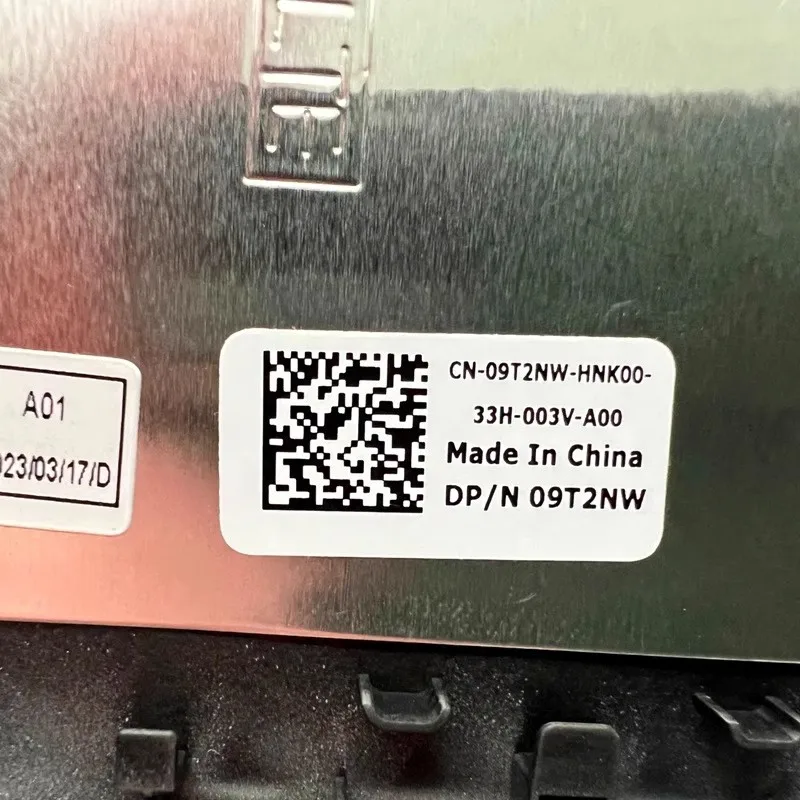 A01
023/03/17/D
CN-09T2NW-HNK00-
33H-003V-A00
Made In China
DP/N 09T2NW